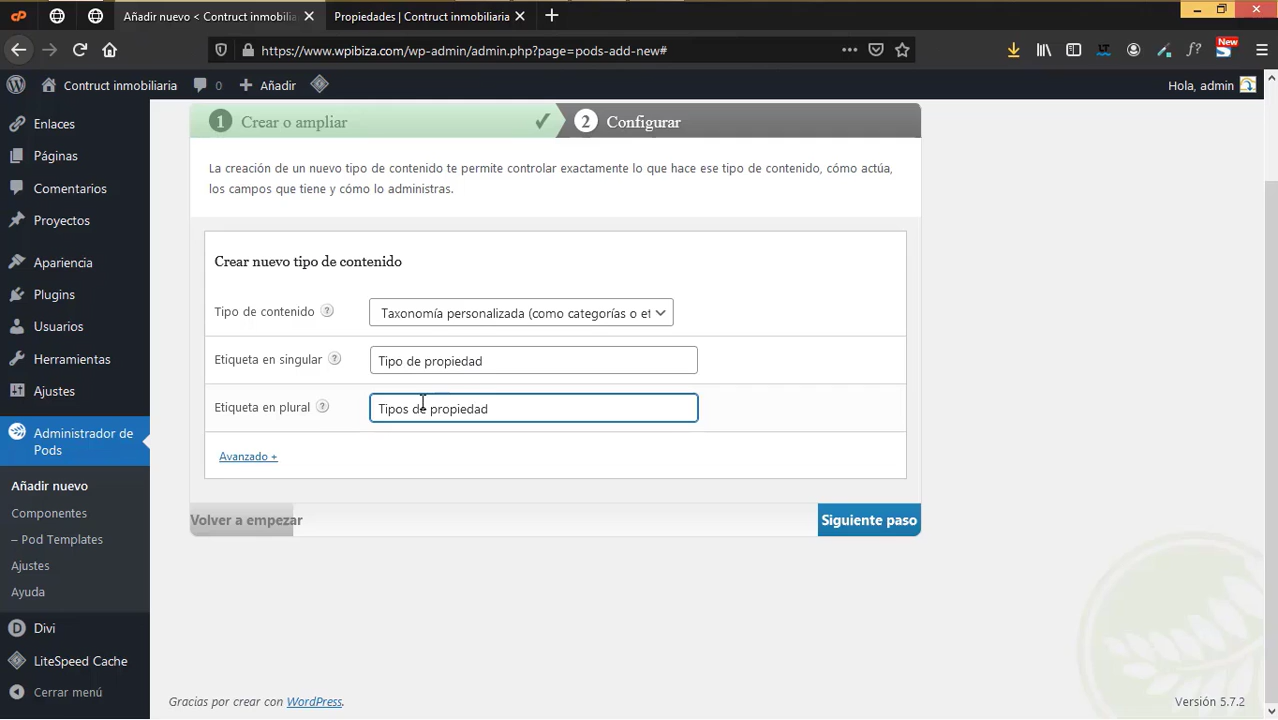 Añadir nuevo < Contruct inmobilia
Propiedades | Contruct inmobiliaria
https://www.wpibiza.com/wp-admin/admin.php?page=pods-add-new#
New
Contruct inmobiliaria
0
Añadir
Hola, admin
Enlaces
Páginas
Comentarios
Proyectos
Apariencia
Plugins
Usuarios
Herramientas
Ajustes
Administrador de
Pods
Añadir nuevo
Componentes
– Pod Templates
Ajustes
Ayuda
Divi
LiteSpeed Cache
Cerrar menú
1 Crear o ampliar
2 Configurar
La creación de un nuevo tipo de contenido te permite controlar exactamente lo que hace ese tipo de contenido, cómo actúa,
los campos que tiene y cómo lo administras.
Crear nuevo tipo de contenido
Tipo de contenido ? Taxonomía personalizada (como categorías o et
Etiqueta en singular ? Tipo de propiedad
Etiqueta en plural ? Tipos de propiedad
Avanzado +
Volver a empezar
Siguiente paso
Gracias por crear con WordPress.
Versión 5.7.2